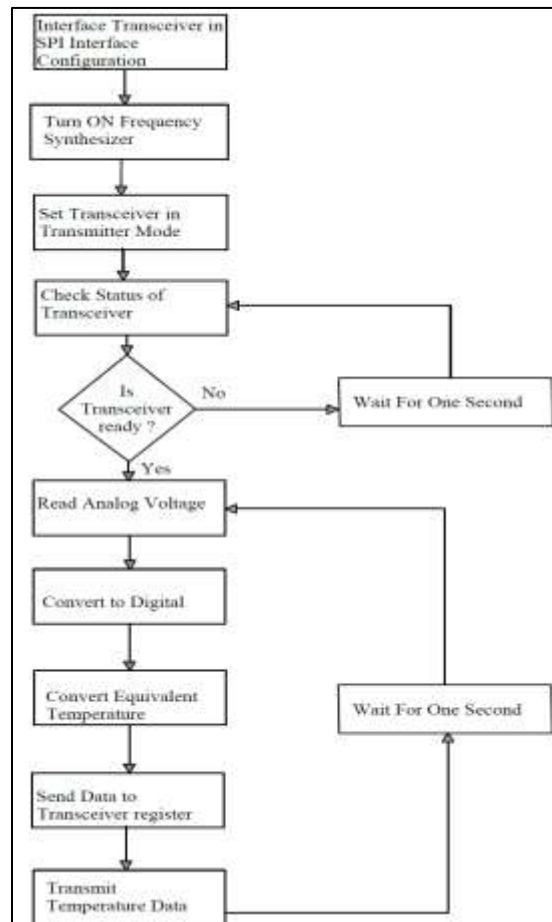 Interface Transceiver in
SPI Interface
Configuration
Turn ON Frequency
Synthesizer
Set Transceiver in
Transmitter Mode
Check Status of
Transceiver
Is
Transceiver
ready ?
No
Wait For One Second
Yes
Read Analog Voltage
Convert to Digital
Convert Equivalent
Temperature
Wait For One Second
Send Data to
Transceiver register
Transmit
Temperature Data